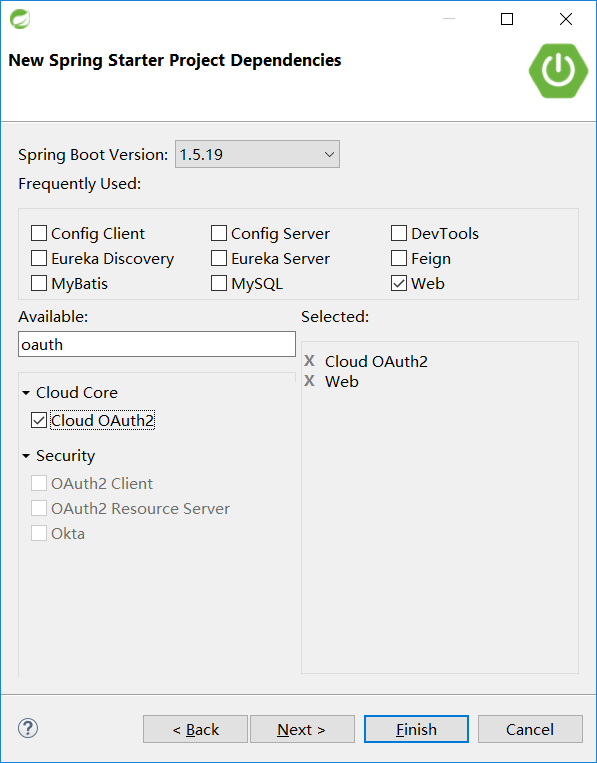 New Spring Starter Project Dependencies
Spring Boot Version: 1.5.19
Frequently Used:
Config Client Config Server DevTools
Eureka Discovery Eureka Server Feign
MyBatis MySQL Web
Available: Selected:
oauth
X Cloud OAuth2
X Web
Cloud Core
Cloud OAuth2
Security
OAuth2 Client
OAuth2 Resource Server
Okta
? < Back Next > Finish Cancel